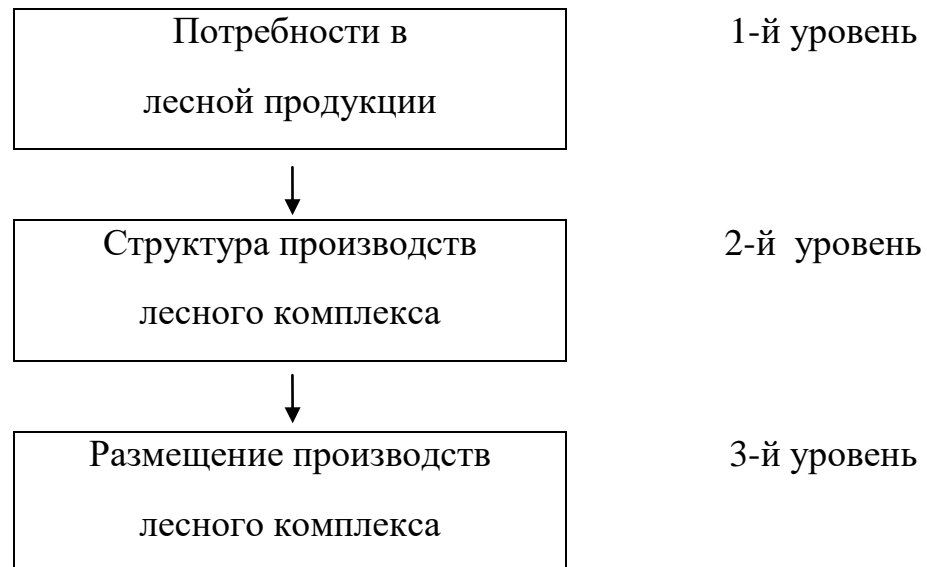 Потребности в 1-й уровень
лесной продукции
Структура производств 2-й уровень
лесного комплекса
Размещение производств 3-й уровень
лесного комплекса